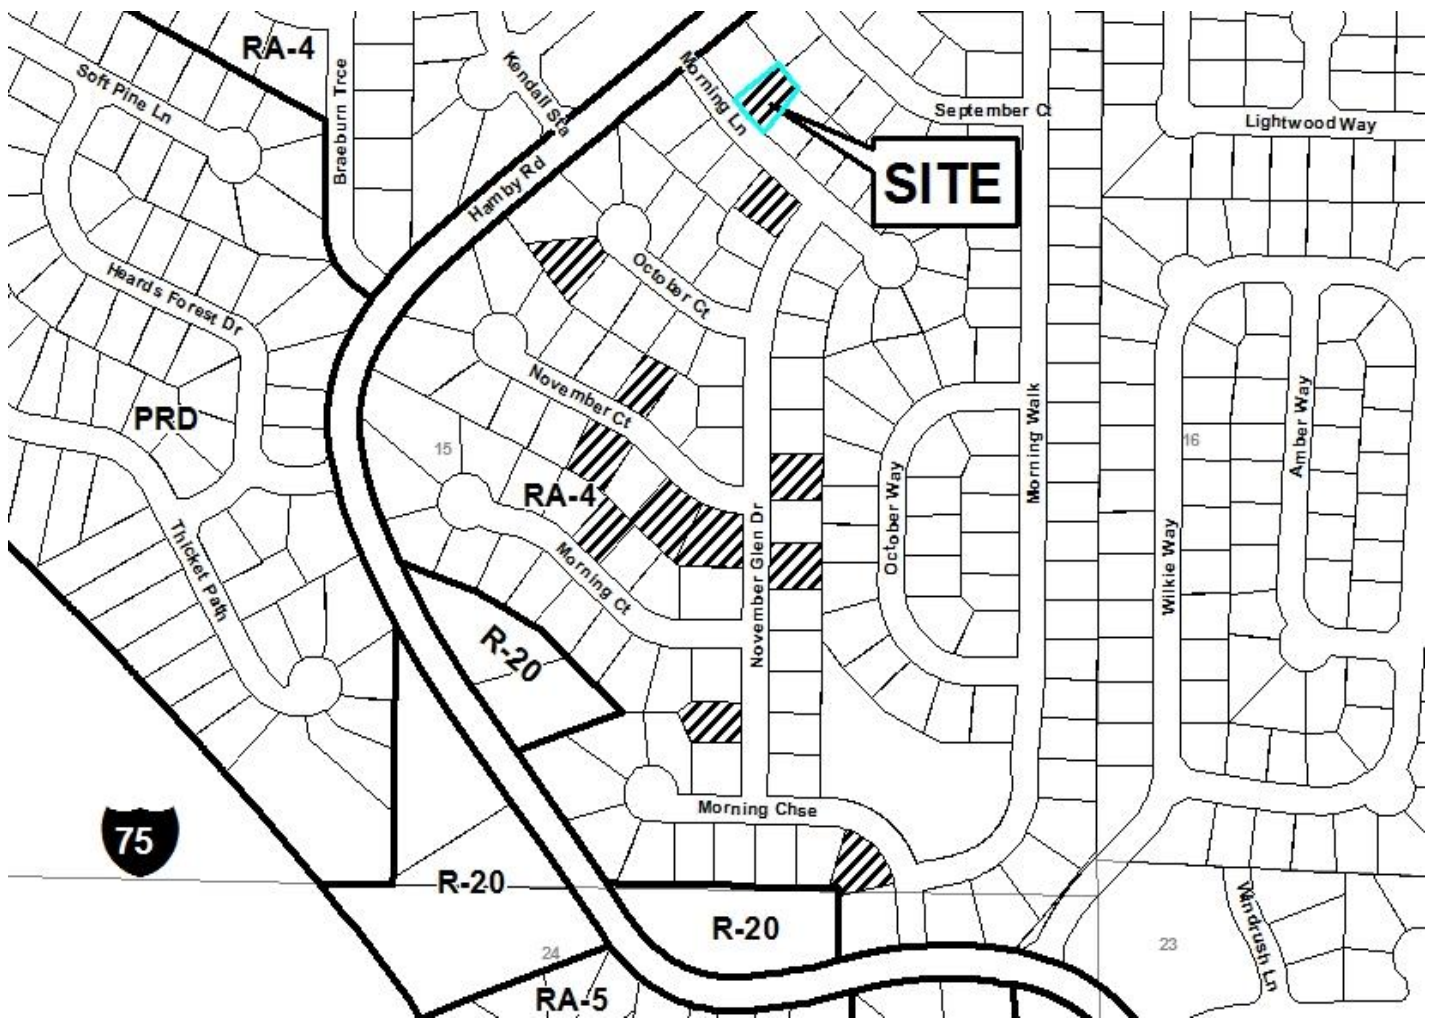 RA-4
Soft Pine Ln
Braeburn Trce
Kendall Sta
Morning Ln
September Ct
Lightwood Way
SITE
Hamby Rd
October Ct
Heards Forest Dr
November Ct
PRD
15
RA-4
16
Amber Way
Morning Walk
October Way
November Glen Dr
Wilkie Way
Thicket Path
Morning Ct
R-20
Morning Chse
75
R-20
R-20
24
23
Windrush Ln
RA-5